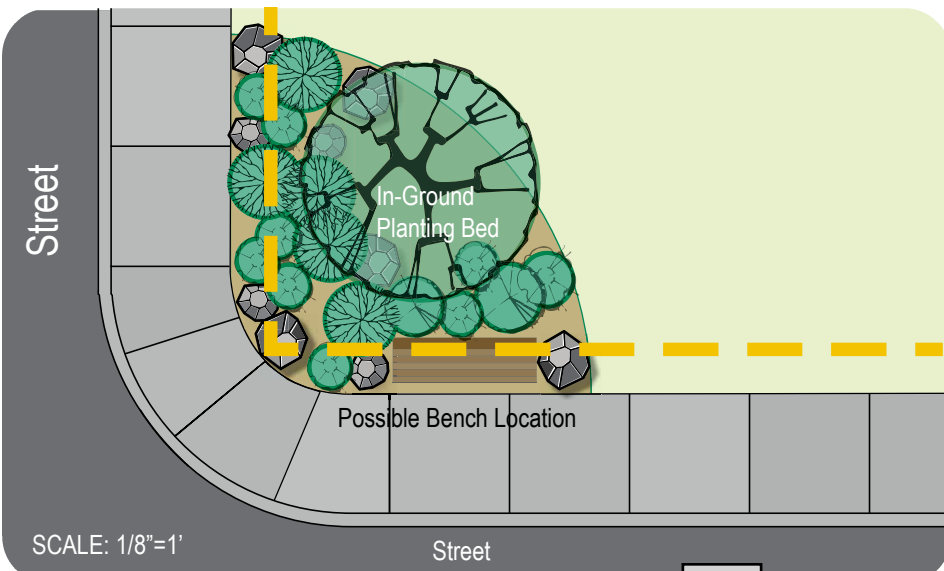 Street
In-Ground
Planting Bed
Possible Bench Location
SCALE: 1/8”=1’
Street